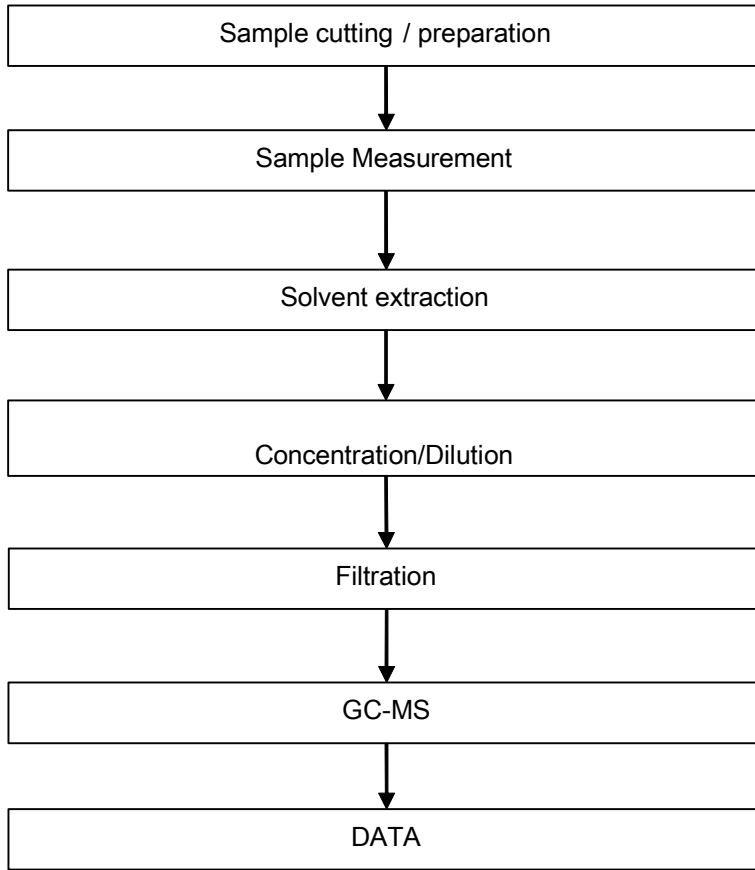 Sample cutting / preparation
Sample Measurement
Solvent extraction
Concentration/Dilution
Filtration
GC-MS
DATA